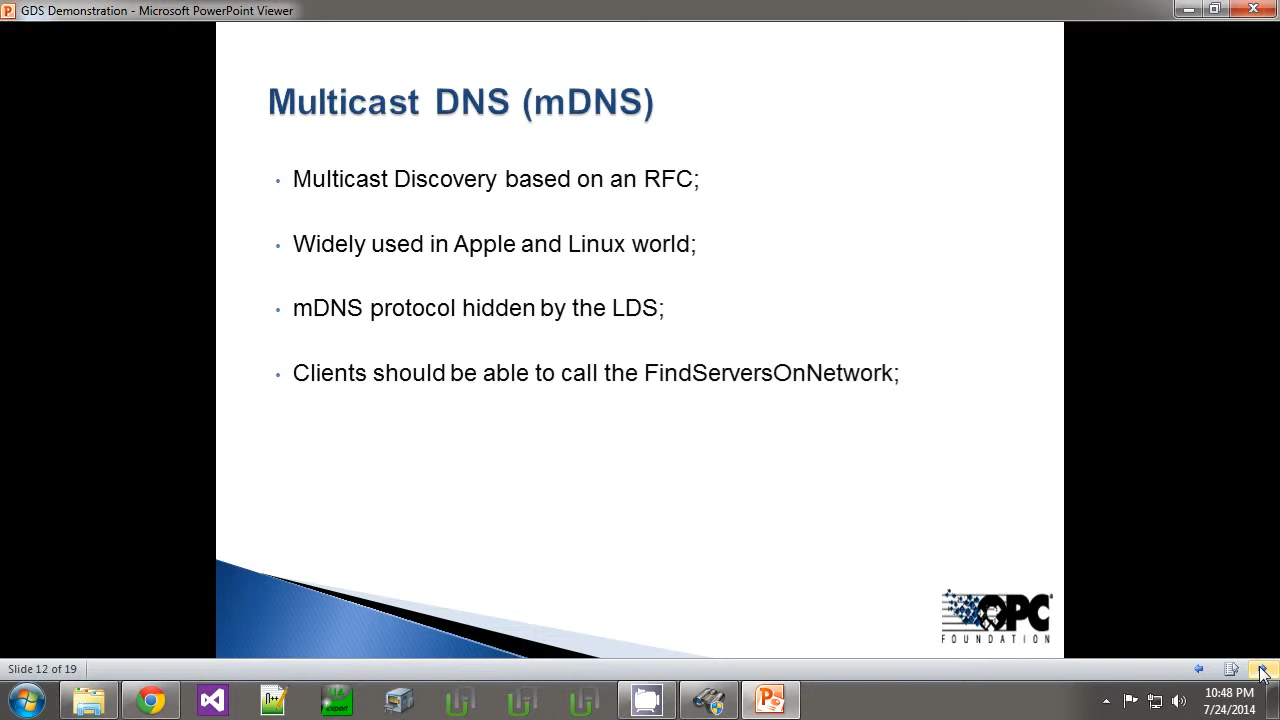 GDS Demonstration - Microsoft PowerPoint Viewer
Multicast DNS (mDNS)
• Multicast Discovery based on an RFC;
• Widely used in Apple and Linux world;
• mDNS protocol hidden by the LDS;
• Clients should be able to call the FindServersOnNetwork;
OPC
FOUNDATION
Slide 12 of 19
UA
expert
10:48 PM
7/24/2014